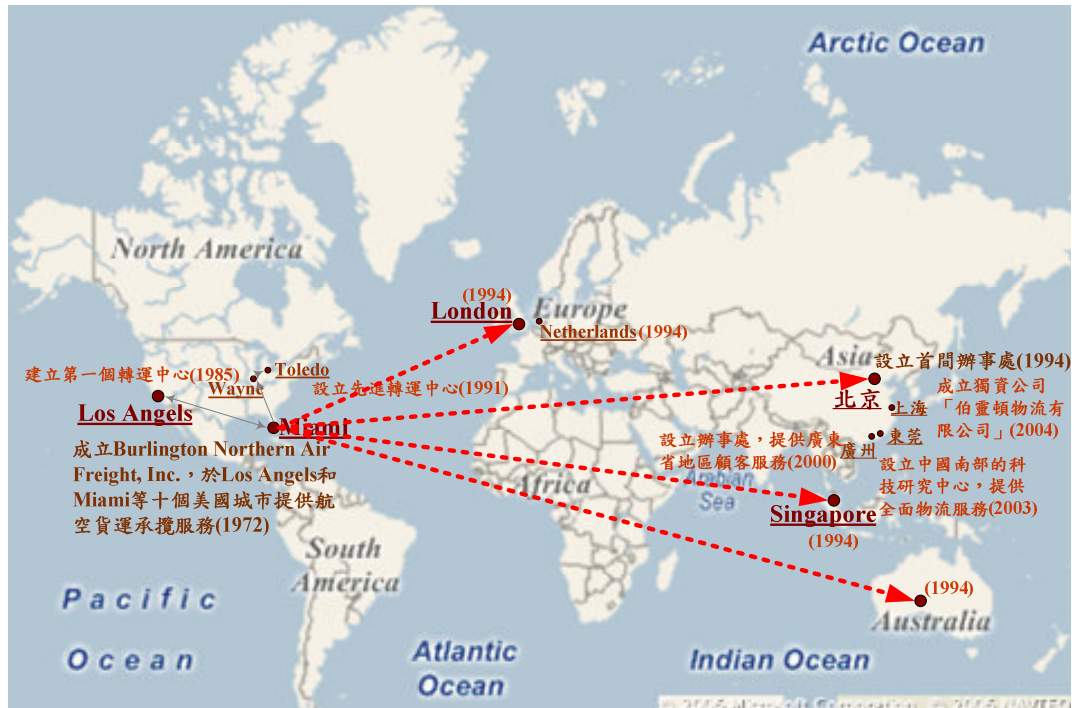 Arctic Ocean
North America
(1994)
London
Europe
Netherlands (1994)
Asia
設立首間辦事處(1994)
北京
成立獨資公司
「伯靈頓物流有
限公司」(2004)
上海
東莞
廣州
建立第一個轉運中心(1985)
Toledo
Wayne
設立先進轉運中心(1991)
Los Angels
Miami
成立Burlington Northern Air
Freight, Inc.，於Los Angels和
Miami等十個美國城市提供航
空貨運承攬服務(1972)
設立辦事處，提供廣東
省地區顧客服務(2000)
設立中國南部的科
技研究中心，提供
全面物流服務(2003)
Africa
Arabian
Sea
Singapore
(1994)
South
America
(1994)
Australia
Pacific
Ocean
Atlantic
Ocean
Indian Ocean